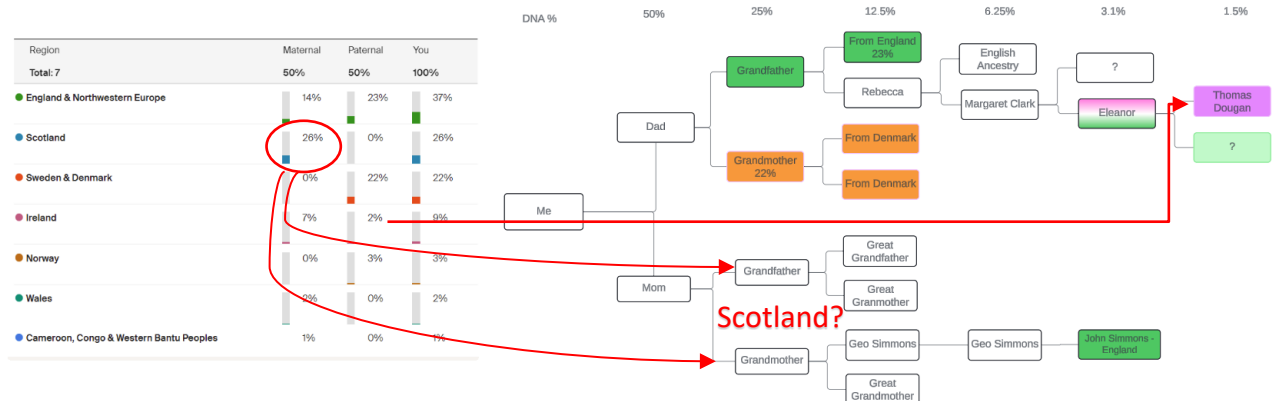 DNA % 50% 25% 12.5% 6.25% 3.1% 1.5%
Region Maternal Paternal You
Total: 7 50% 50% 100%
England & Northwestern Europe 14% 23% 37%
Scotland 26% 0% 26%
Sweden & Denmark 0% 22% 22%
Ireland 7% 2% 9%
Norway 0% 3% 3%
Wales 2% 0% 2%
Cameroon, Congo & Western Bantu Peoples 1% 0% 1%
Me
Dad
Grandfather
From England
23%
Rebecca
English
Ancestry
Margaret Clark
?
Eleanor
Thomas
Dougan
?
Grandmother
22%
From Denmark
From Denmark
Mom
Grandfather
Great
Grandfather
Great
Granmother
Scotland?
Grandmother
Geo Simmons
Geo Simmons
John Simmons -
England
Great
Grandmother